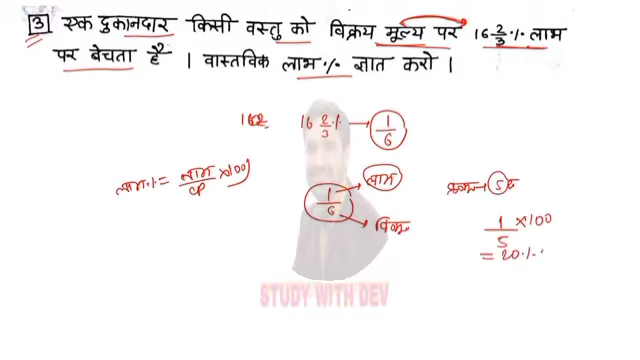 ③ एक दुकानदार किसी वस्तु को विक्रय मूल्य पर 16 2/3 % लाभ
पर बेचता है । वास्तविक लाभ % ज्ञात करो ।
16 2/3 % → 1/6
लाभ % = लाभ/CP × 100
1/6 → लाभ
→ विक्रय
क्रय → 5
1/5 × 100
= 20 %
STUDY WITH DEV